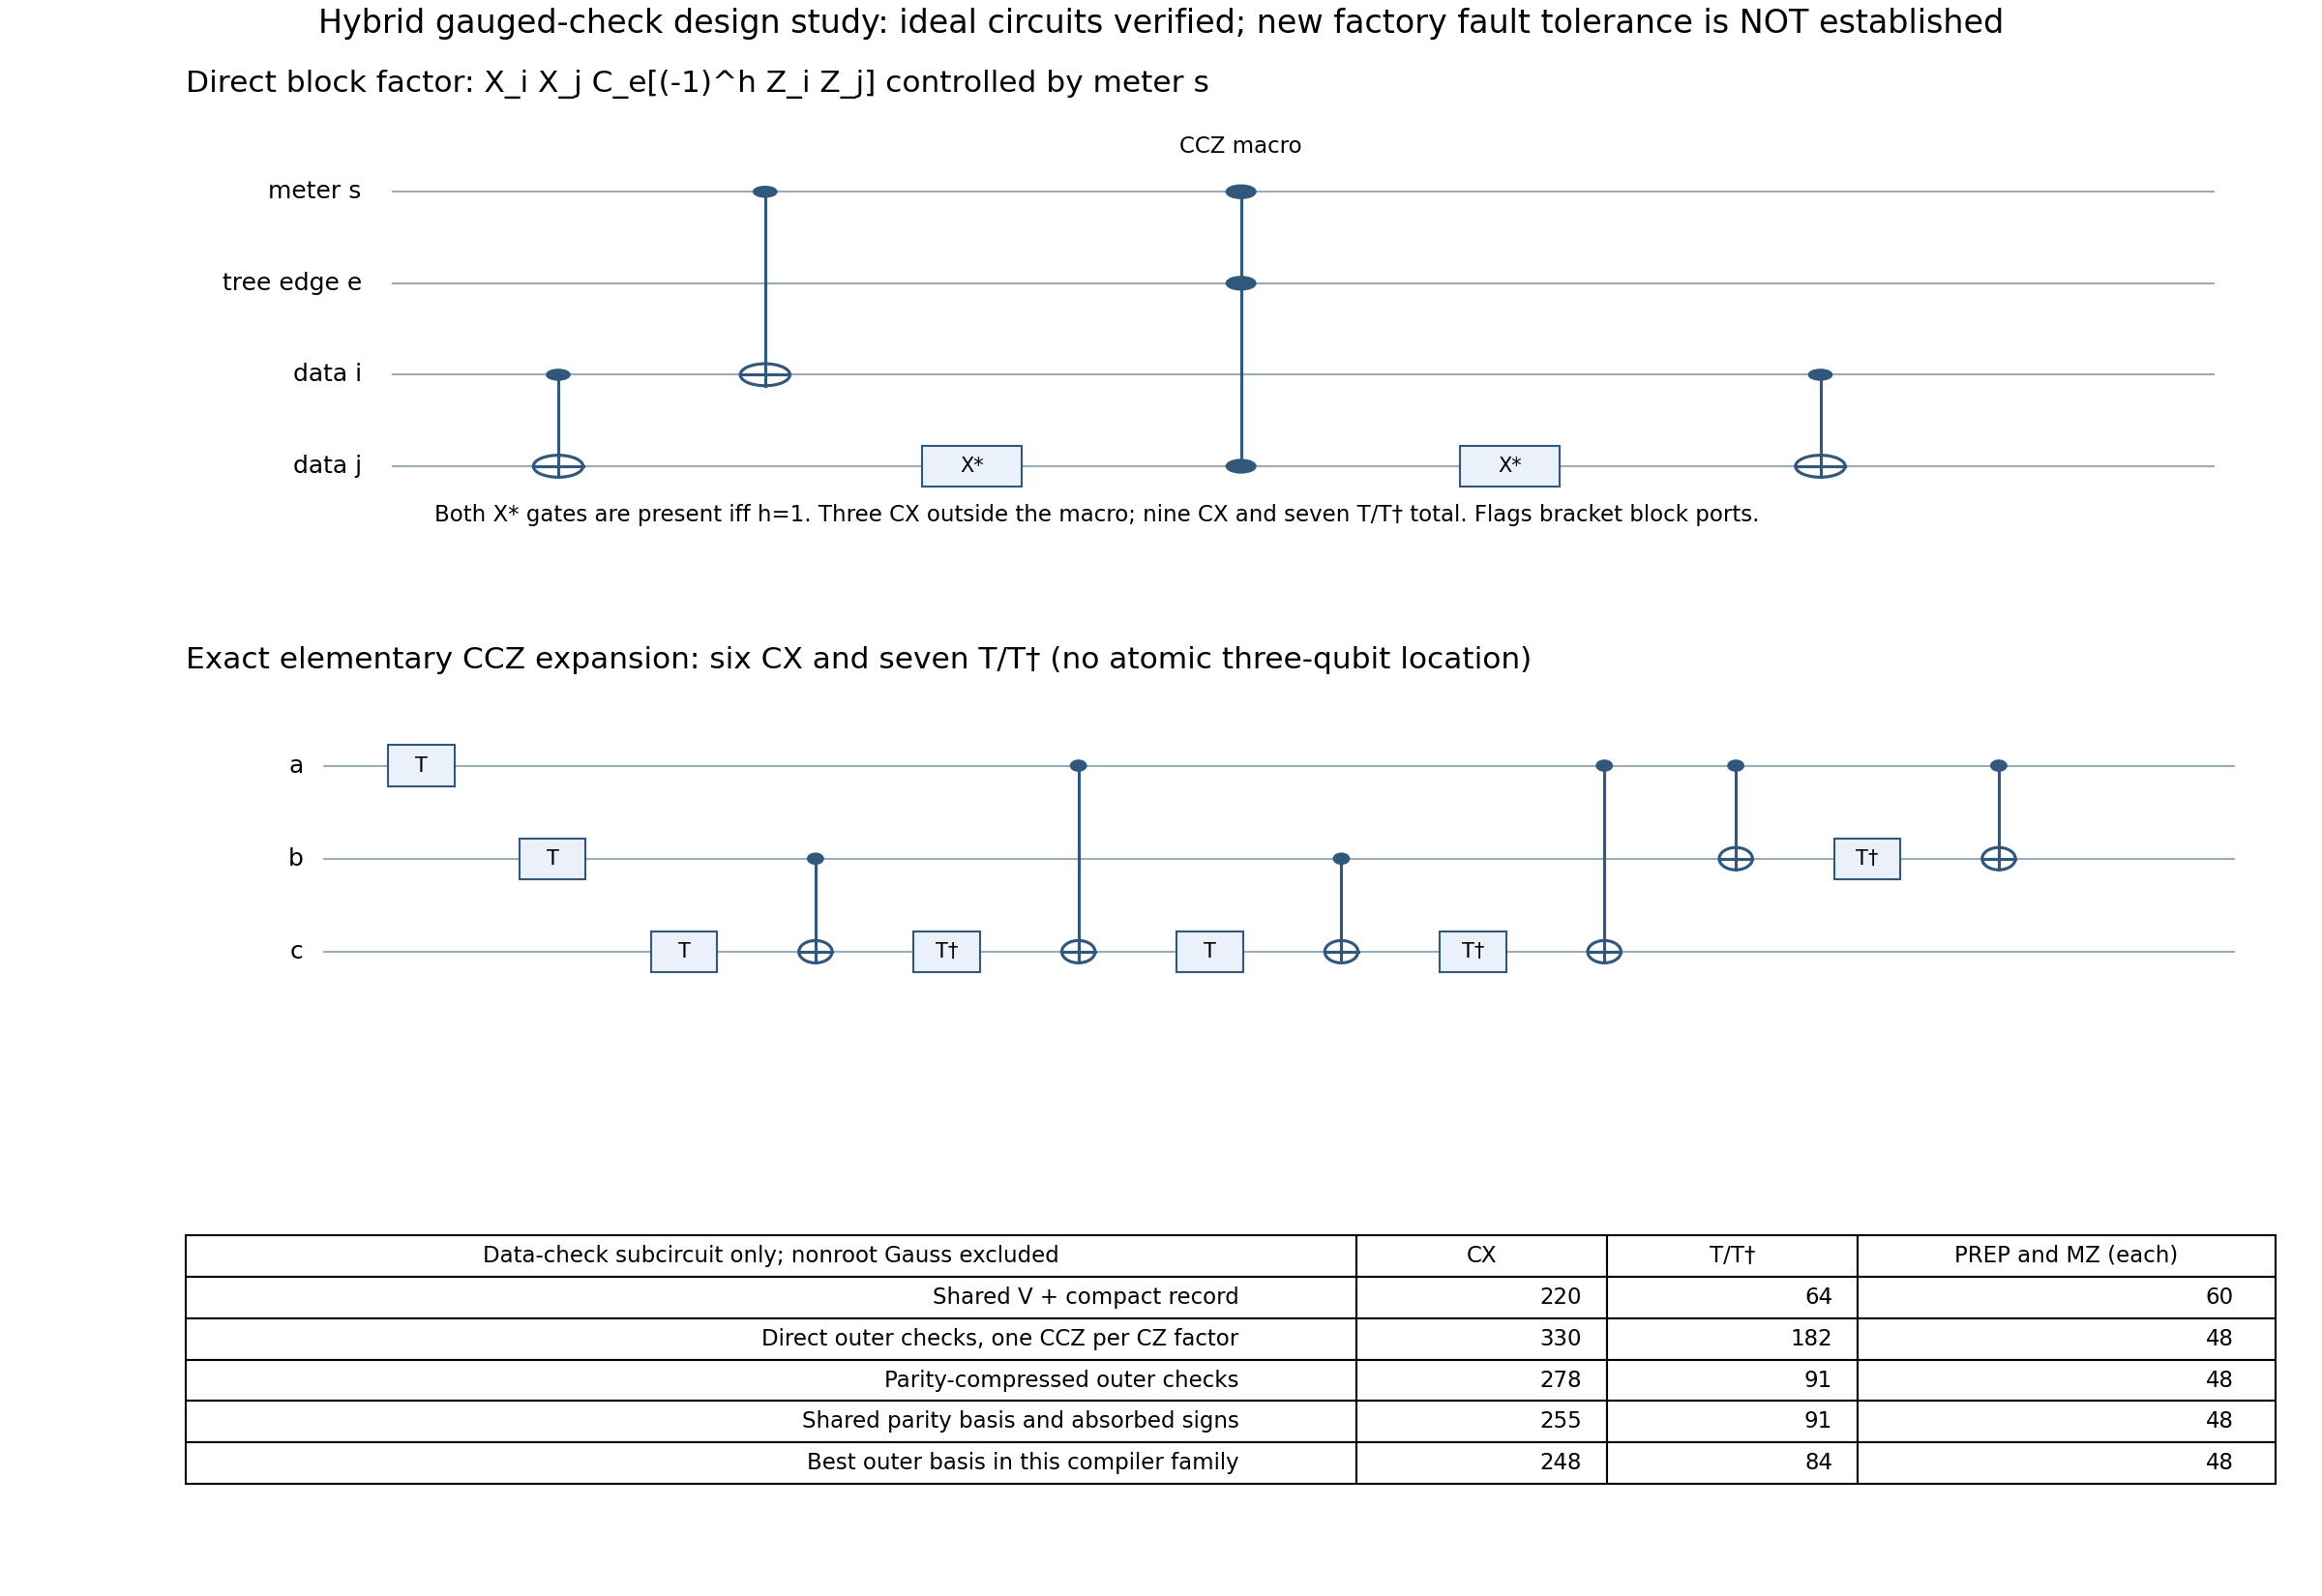 Hybrid gauged-check design study: ideal circuits verified; new factory fault tolerance is NOT established
Direct block factor: X_i X_j C_e[(-1)^h Z_i Z_j] controlled by meter s
CCZ macro
meter s
tree edge e
data i
data j
X*
X*
Both X* gates are present iff h=1. Three CX outside the macro; nine CX and seven T/T† total. Flags bracket block ports.
Exact elementary CCZ expansion: six CX and seven T/T† (no atomic three-qubit location)
a
T
b
T
T†
c
T
T†
T
T†
Data-check subcircuit only; nonroot Gauss excluded CX T/T† PREP and MZ (each)
Shared V + compact record 220 64 60
Direct outer checks, one CCZ per CZ factor 330 182 48
Parity-compressed outer checks 278 91 48
Shared parity basis and absorbed signs 255 91 48
Best outer basis in this compiler family 248 84 48